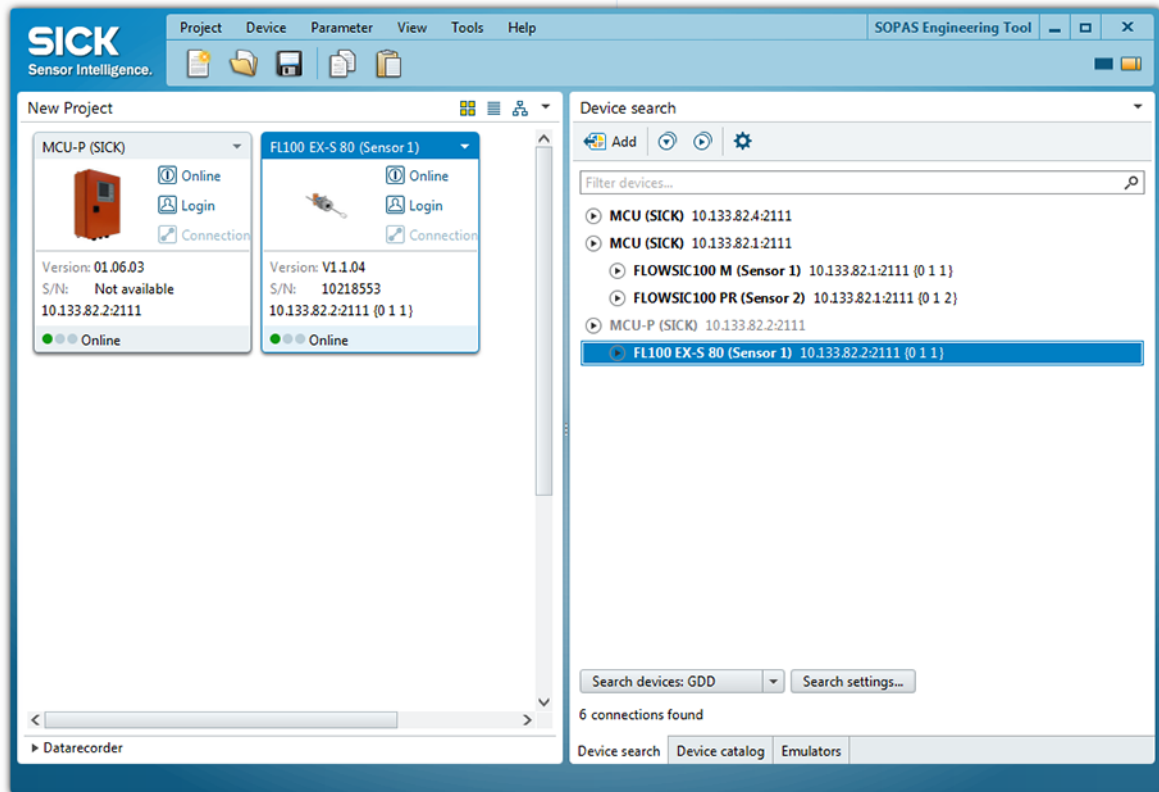 SICK
Sensor Intelligence.
Project Device Parameter View Tools Help
SOPAS Engineering Tool
New Project
MCU-P (SICK)
Online
Login
Connection
Version: 01.06.03
S/N: Not available
10.133.82.2:2111
Online
FL100 EX-S 80 (Sensor 1)
Online
Login
Connection
Version: V1.1.04
S/N: 10218553
10.133.82.2:2111 {0 1 1}
Online
Datarecorder
Device search
Add
Filter devices...
MCU (SICK) 10.133.82.4:2111
MCU (SICK) 10.133.82.1:2111
FLOWSIC100 M (Sensor 1) 10.133.82.1:2111 {0 1 1}
FLOWSIC100 PR (Sensor 2) 10.133.82.1:2111 {0 1 2}
MCU-P (SICK) 10.133.82.2:2111
FL100 EX-S 80 (Sensor 1) 10.133.82.2:2111 {0 1 1}
Search devices: GDD Search settings...
6 connections found
Device search Device catalog Emulators